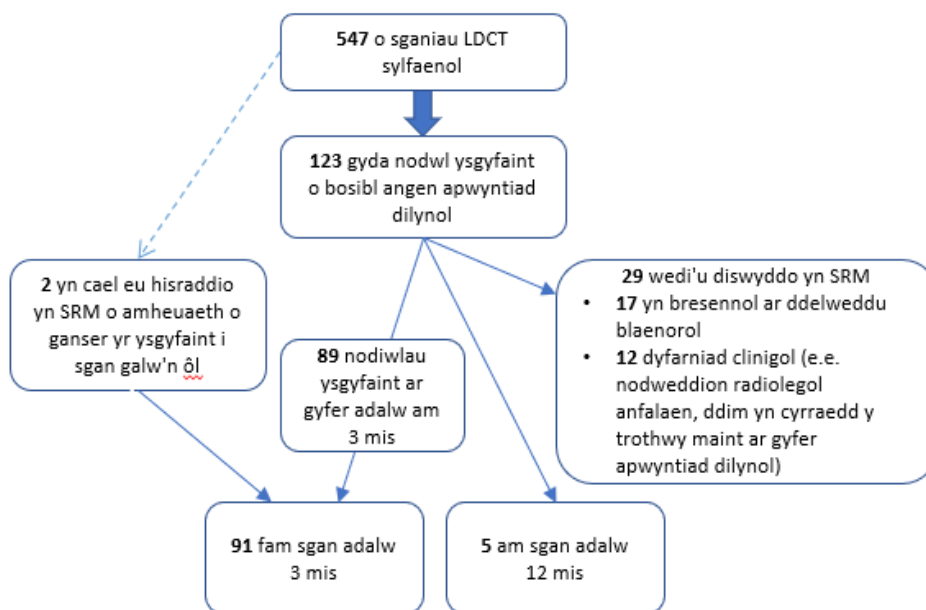 547 o sganiau LDCT
sylfaenol
123 gyda nodwl ysgyfaint
o bosibl angen apwyntiad
dilynol
2 yn cael eu hisraddio
yn SRM o amheuaeth o
ganser yr ysgyfaint i
sgan galw'n ôl
89 nodiwlau
ysgyfaint ar
gyfer adalw am
3 mis
29 wedi'u diswyddo yn SRM
• 17 yn bresennol ar ddelweddu
blaenorol
• 12 dyfarniad clinigol (e.e.
nodweddion radiolegol
anfalaen, ddim yn cyrraedd y
trothwy maint ar gyfer
apwyntiad dilynol)
91 fam sgan adalw
3 mis
5 am sgan adalw
12 mis